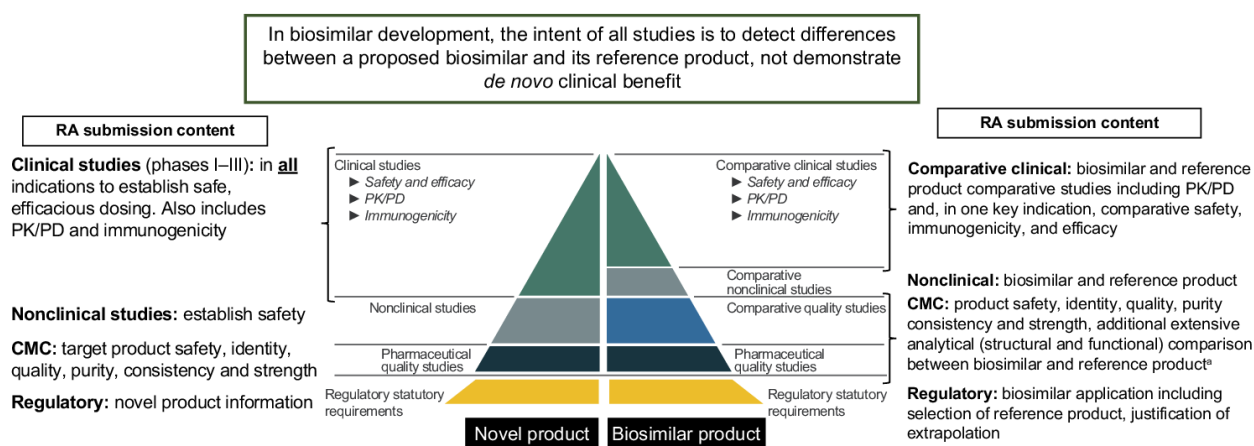 In biosimilar development, the intent of all studies is to detect differences
between a proposed biosimilar and its reference product, not demonstrate
de novo clinical benefit
RA submission content
Clinical studies (phases I–III): in all
indications to establish safe,
efficacious dosing. Also includes
PK/PD and immunogenicity
Nonclinical studies: establish safety
CMC: target product safety, identity,
quality, purity, consistency and strength
Regulatory: novel product information
Clinical studies
► Safety and efficacy
► PK/PD
► Immunogenicity
Nonclinical studies
Pharmaceutical
quality studies
Regulatory statutory
requirements
Novel product
Biosimilar product
Comparative clinical studies
► Safety and efficacy
► PK/PD
► Immunogenicity
Comparative
nonclinical studies
Comparative quality studies
Pharmaceutical
quality studies
Regulatory statutory
requirements
RA submission content
Comparative clinical: biosimilar and reference
product comparative studies including PK/PD
and, in one key indication, comparative safety,
immunogenicity, and efficacy
Nonclinical: biosimilar and reference product
CMC: product safety, identity, quality, purity
consistency and strength, additional extensive
analytical (structural and functional) comparison
between biosimilar and reference productᵃ
Regulatory: biosimilar application including
selection of reference product, justification of
extrapolation